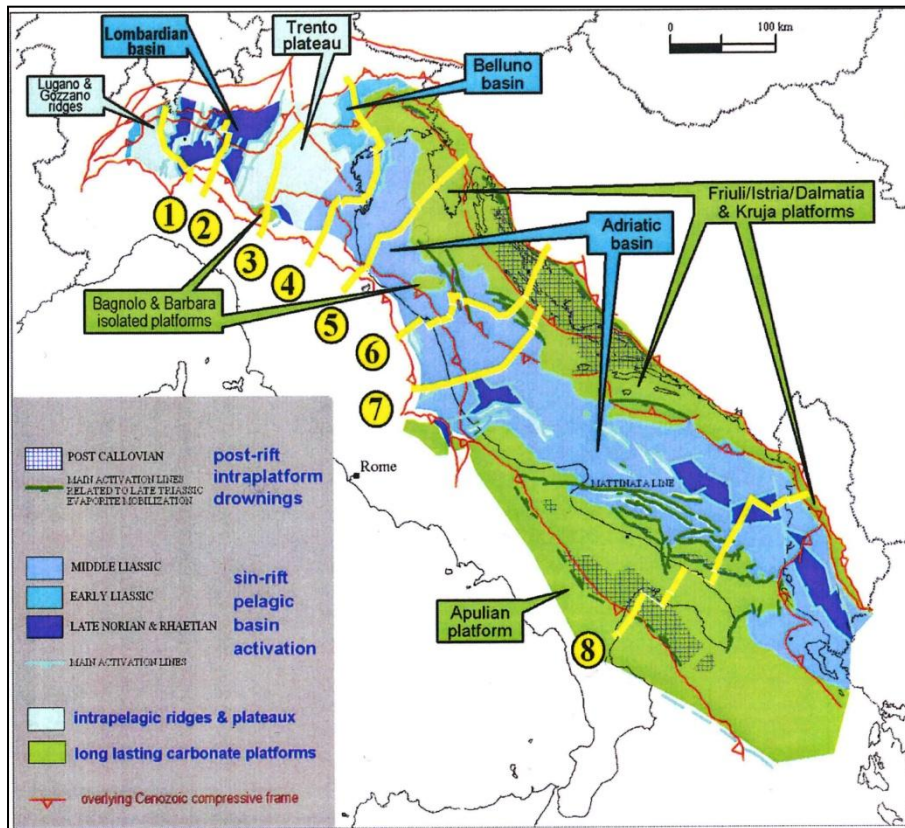 0 100 km
Lombardian
basin
Trento
plateau
Belluno
basin
Lugano &
Gozzano
ridges
Friuli/Istria/Dalmatia
& Kruja platforms
Adriatic
basin
1
2
3
4
5
6
7
8
Bagnolo & Barbara
isolated platforms
Rome
MATTINATA LINE
Apulian
platform
POST CALLOVIAN
MAIN ACTIVATION LINES
RELATED TO LATE TRIASSIC
EVAPORITE MOBILIZATION
post-rift
intraplatform
drownings
MIDDLE LIASSIC
EARLY LIASSIC
LATE NORIAN & RHAETIAN
MAIN ACTIVATION LINES
sin-rift
pelagic
basin
activation
intrapelagic ridges & plateaux
long lasting carbonate platforms
overlying Cenozoic compressive frame